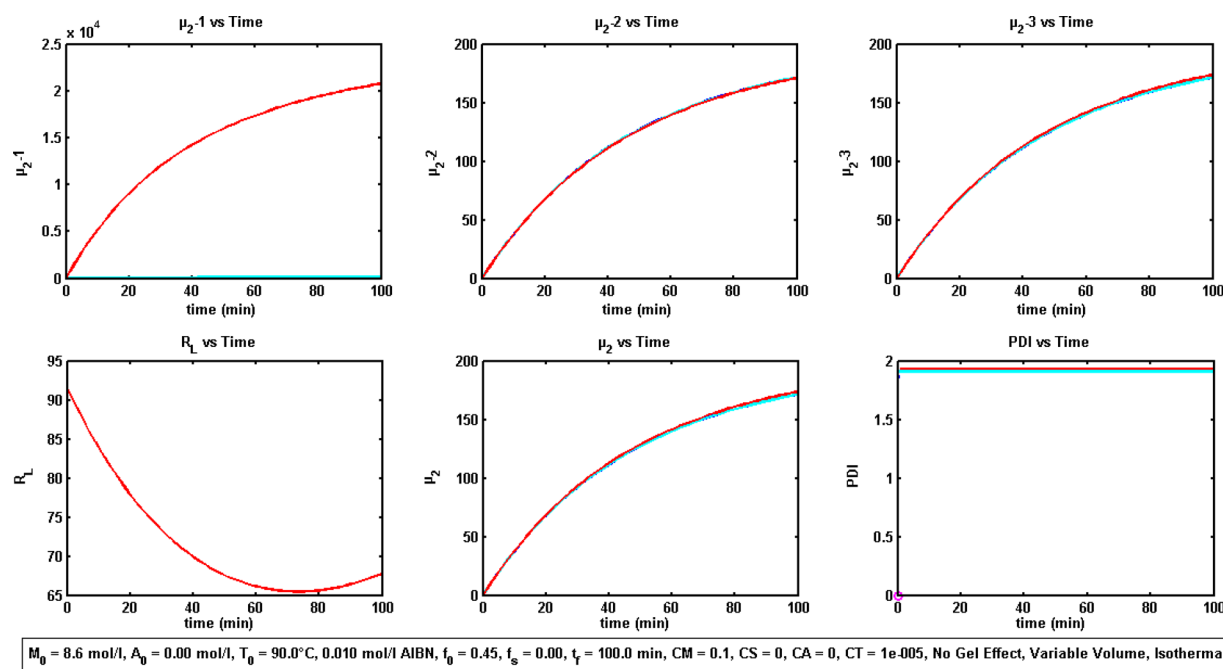 μ₂-1 vs Time
μ₂-2 vs Time
μ₂-3 vs Time
x 10⁴
2.5
2
1.5
1
0.5
0
μ₂-1
0 20 40 60 80 100
time (min)
200
150
100
50
0
μ₂-2
0 20 40 60 80 100
time (min)
200
150
100
50
0
μ₂-3
0 20 40 60 80 100
time (min)
R_L vs Time
μ₂ vs Time
PDI vs Time
95
90
85
80
75
70
65
60
R_L
0 20 40 60 80 100
time (min)
200
150
100
50
0
μ₂
0 20 40 60 80 100
time (min)
2
1.5
1
0.5
0
PDI
0 20 40 60 80 100
time (min)
M₀ = 8.6 mol/l, A₀ = 0.00 mol/l, T₀ = 90.0°C, 0.010 mol/l AIBN, f₀ = 0.45, fₛ = 0.00, t_f = 100.0 min, CM = 0.1, CS = 0, CA = 0, CT = 1e-005, No Gel Effect, Variable Volume, Isotherma